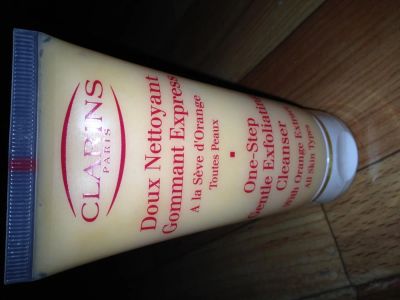 CLARINS
PARIS
Doux Nettoyant
Gommant Express
A la Sève d'Orange
Toutes Peaux
One-Step
Gentle Exfoliating
Cleanser
With Orange Extract
All Skin Types